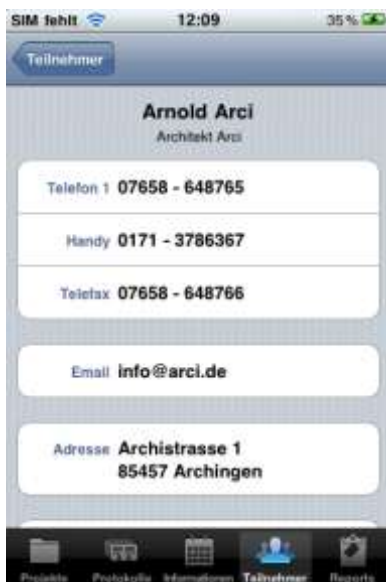 SIM fehlt 12:09 35 %
Teilnehmer
Arnold Arci
Architekt Arci
Telefon 1 07658 - 648765
Handy 0171 - 3786367
Telefax 07658 - 648766
Email info@arci.de
Adresse Archistrasse 1
85457 Archingen
Projekte Protokolle Informationen Teilnehmer Reports